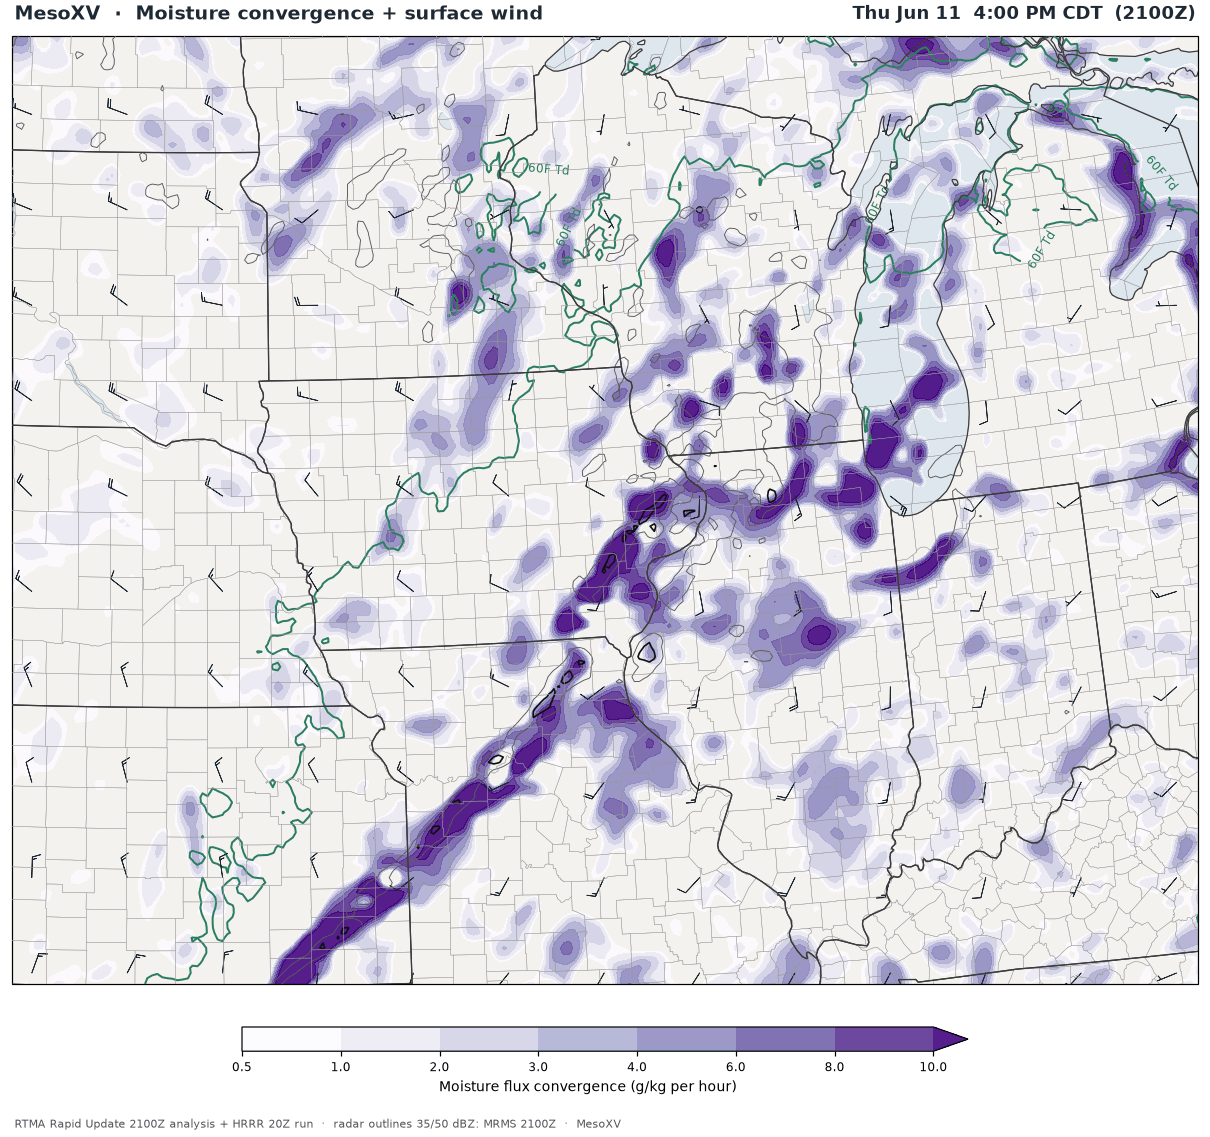 MesoXV · Moisture convergence + surface wind
Thu Jun 11 4:00 PM CDT (2100Z)
60F Td
60F Td
60F Td
60F Td
60F Td
0.5 1.0 2.0 3.0 4.0 6.0 8.0 10.0
Moisture flux convergence (g/kg per hour)
RTMA Rapid Update 2100Z analysis + HRRR 20Z run · radar outlines 35/50 dBZ: MRMS 2100Z · MesoXV